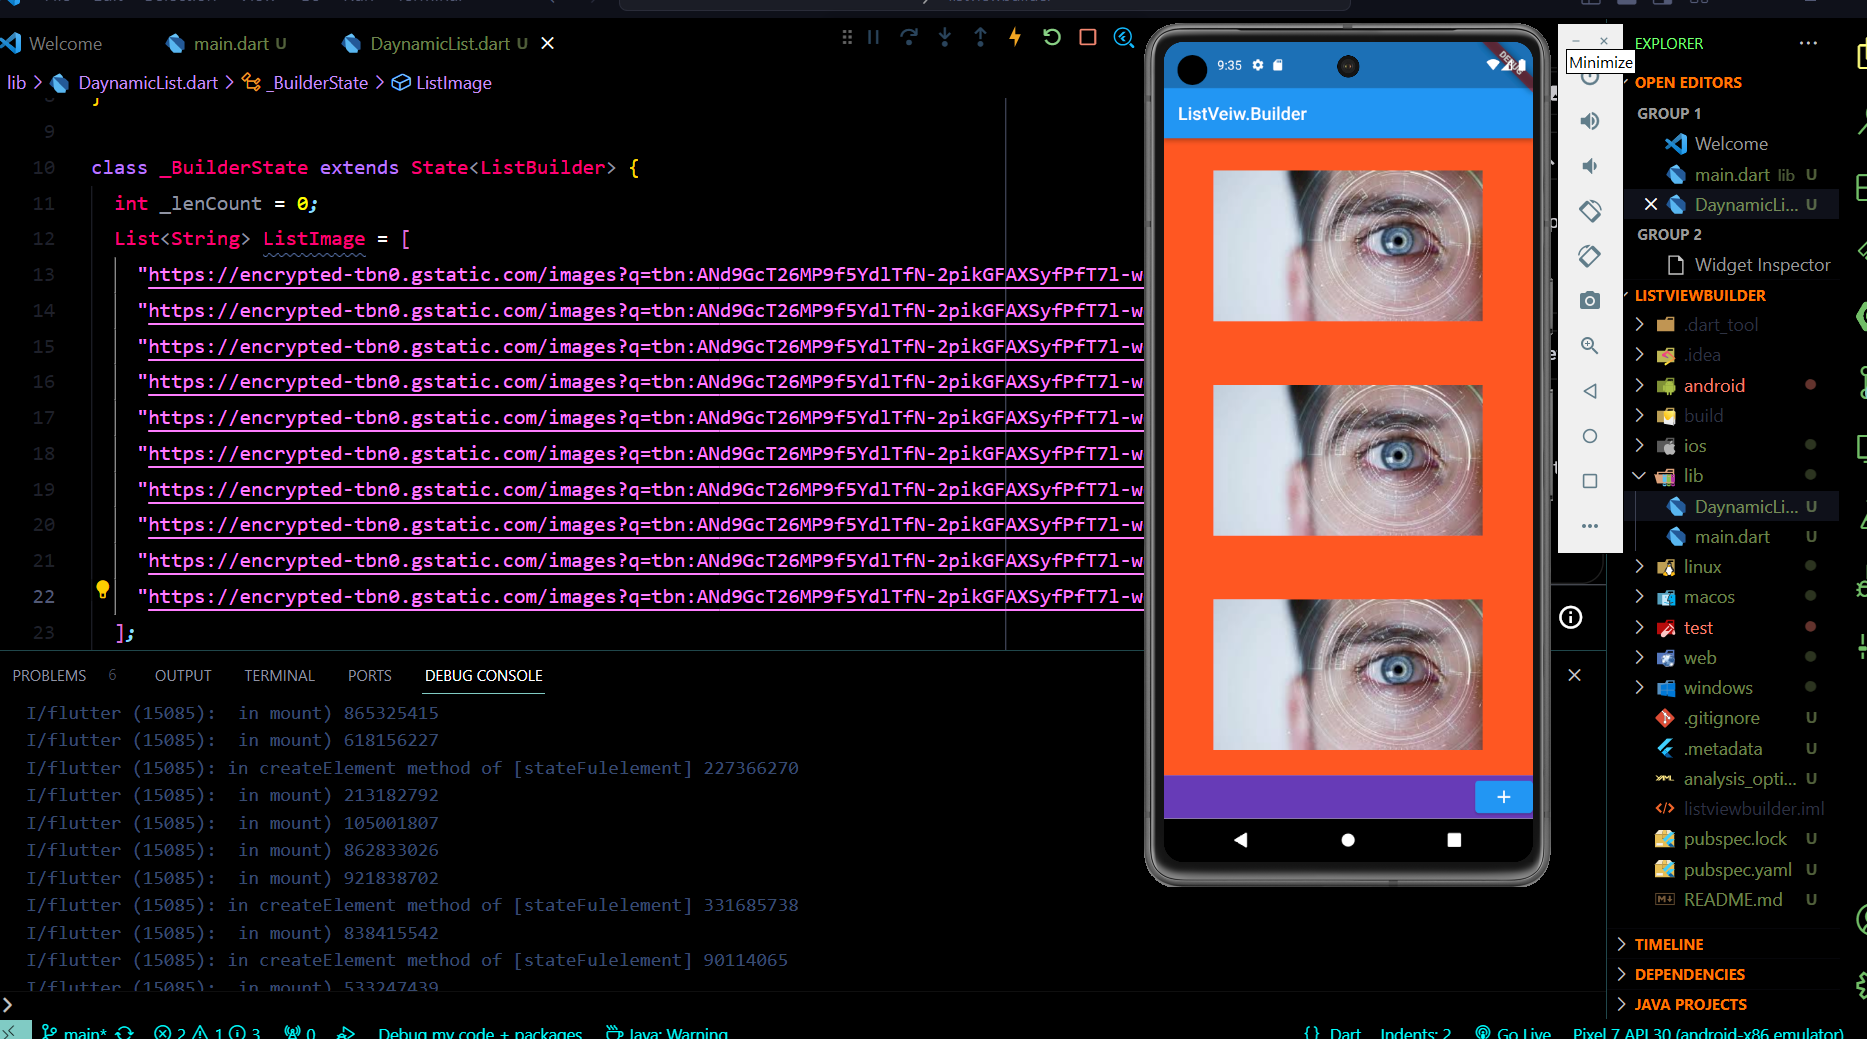 Welcome
main.dart U
DaynamicList.dart U
lib > DaynamicList.dart > _BuilderState > ListImage
9
10 class _BuilderState extends State<ListBuilder> {
11 int _lenCount = 0;
12 List<String> ListImage = [
13 "https://encrypted-tbn0.gstatic.com/images?q=tbn:ANd9GcT26MP9f5YdlTfN-2pikGFAXSyfPfT7l-w
14 "https://encrypted-tbn0.gstatic.com/images?q=tbn:ANd9GcT26MP9f5YdlTfN-2pikGFAXSyfPfT7l-w
15 "https://encrypted-tbn0.gstatic.com/images?q=tbn:ANd9GcT26MP9f5YdlTfN-2pikGFAXSyfPfT7l-w
16 "https://encrypted-tbn0.gstatic.com/images?q=tbn:ANd9GcT26MP9f5YdlTfN-2pikGFAXSyfPfT7l-w
17 "https://encrypted-tbn0.gstatic.com/images?q=tbn:ANd9GcT26MP9f5YdlTfN-2pikGFAXSyfPfT7l-w
18 "https://encrypted-tbn0.gstatic.com/images?q=tbn:ANd9GcT26MP9f5YdlTfN-2pikGFAXSyfPfT7l-w
19 "https://encrypted-tbn0.gstatic.com/images?q=tbn:ANd9GcT26MP9f5YdlTfN-2pikGFAXSyfPfT7l-w
20 "https://encrypted-tbn0.gstatic.com/images?q=tbn:ANd9GcT26MP9f5YdlTfN-2pikGFAXSyfPfT7l-w
21 "https://encrypted-tbn0.gstatic.com/images?q=tbn:ANd9GcT26MP9f5YdlTfN-2pikGFAXSyfPfT7l-w
22 "https://encrypted-tbn0.gstatic.com/images?q=tbn:ANd9GcT26MP9f5YdlTfN-2pikGFAXSyfPfT7l-w
23 ];
PROBLEMS 6 OUTPUT TERMINAL PORTS DEBUG CONSOLE
I/flutter (15085):  in mount) 865325415
I/flutter (15085):  in mount) 618156227
I/flutter (15085): in createElement method of [stateFulelement] 227366270
I/flutter (15085):  in mount) 213182792
I/flutter (15085):  in mount) 105001807
I/flutter (15085):  in mount) 862833026
I/flutter (15085):  in mount) 921838702
I/flutter (15085): in createElement method of [stateFulelement] 331685738
I/flutter (15085):  in mount) 838415542
I/flutter (15085): in createElement method of [stateFulelement] 90114065
I/flutter (15085):  in mount) 533247439
9:35
DEBUG
ListVeiw.Builder
+
Minimize
EXPLORER
OPEN EDITORS
GROUP 1
Welcome
main.dart lib U
DaynamicLi... U
GROUP 2
Widget Inspector
LISTVIEWBUILDER
.dart_tool
.idea
android
build
ios
lib
DaynamicLi... U
main.dart U
linux
macos
test
web
windows
.gitignore U
.metadata U
analysis_opti... U
listviewbuilder.iml
pubspec.lock U
pubspec.yaml U
README.md U
TIMELINE
DEPENDENCIES
JAVA PROJECTS
main* 2 1 3 0 Debug my code + packages Java: Warning
{} Dart Indents: 2 Go Live Pixel 7 API 30 (android-x86 emulator)